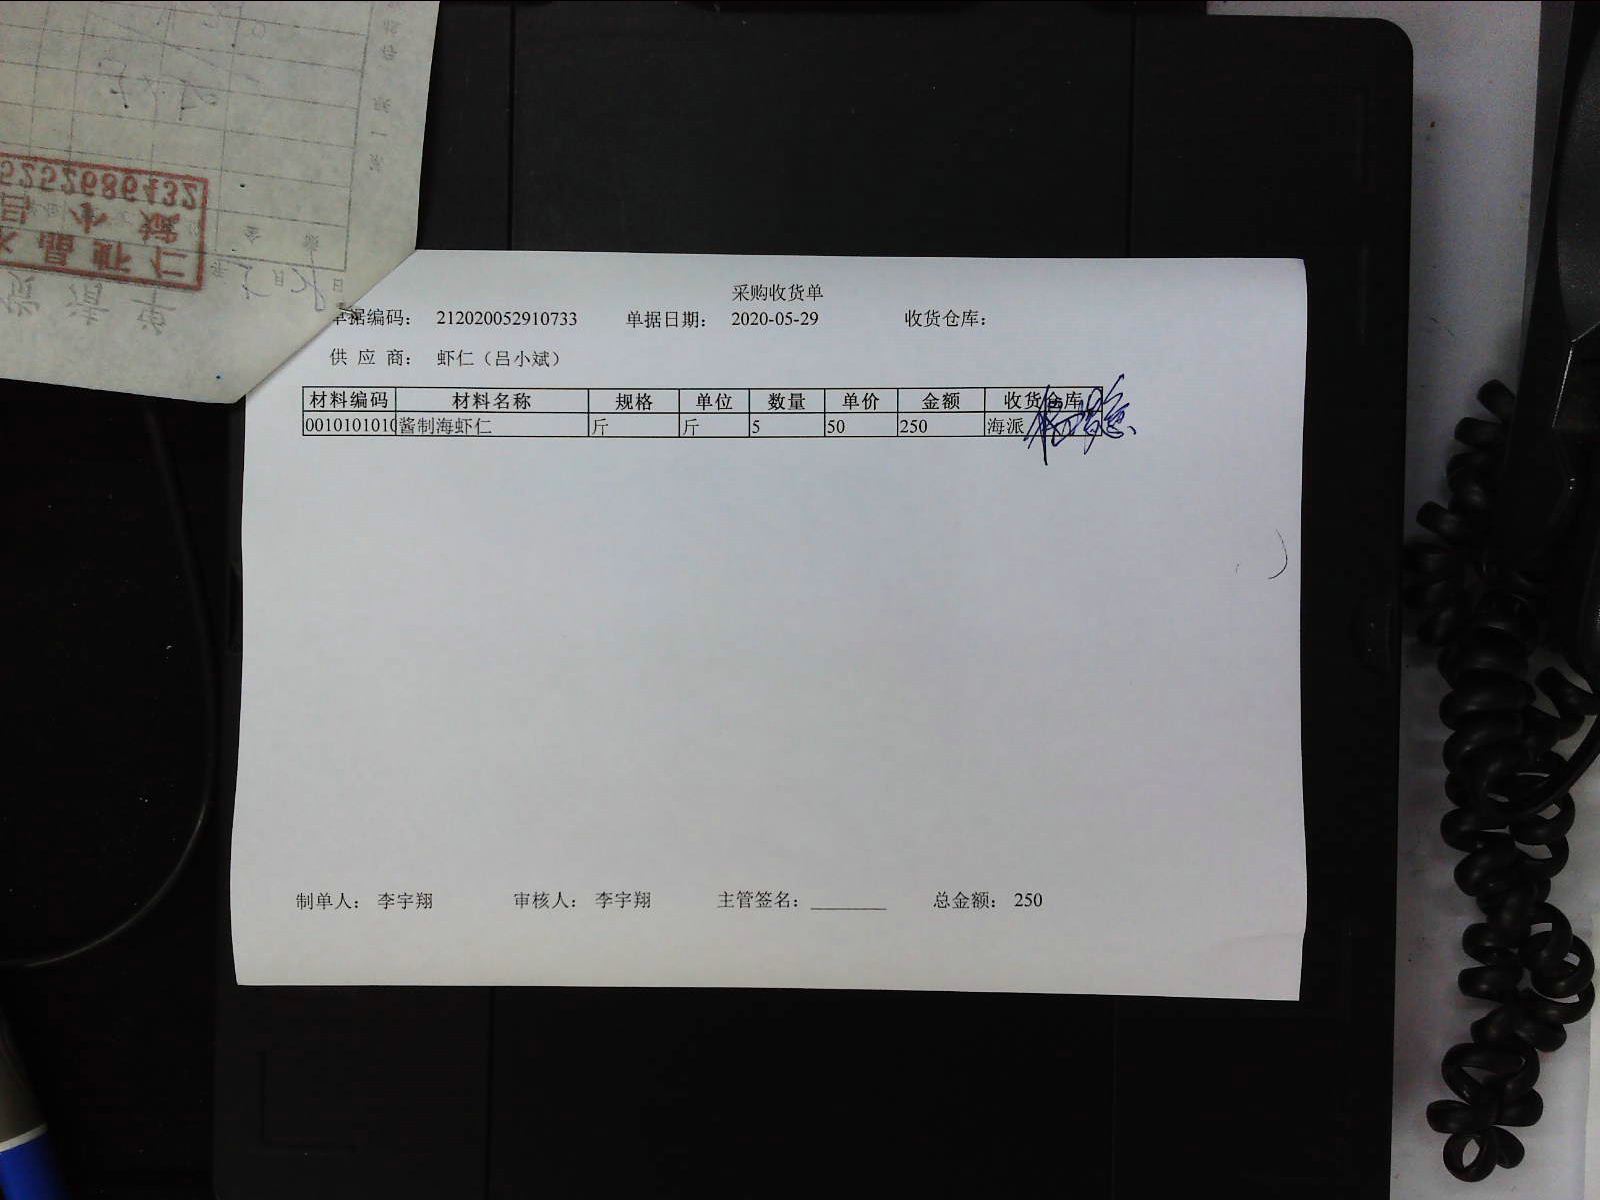 采购收货单
单据编码： 212020052910733 单据日期： 2020-05-29 收货仓库：
供 应 商： 虾仁（吕小斌）
材料编码 材料名称 规格 单位 数量 单价 金额 收货仓库
0010101010 酱制海虾仁 斤 斤 5 50 250 海派
制单人： 李宇翔 审核人： 李宇翔 主管签名：________ 总金额： 250
5252686432